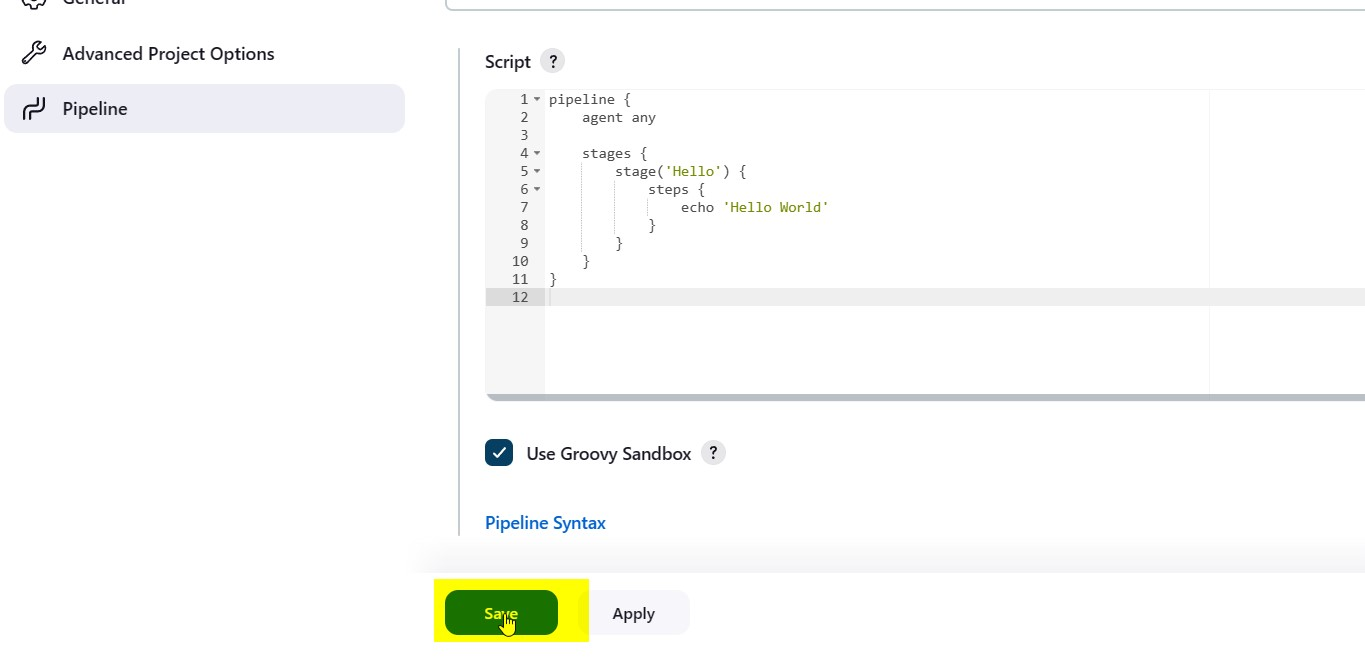 General
Advanced Project Options
Pipeline
Script ?
1 pipeline {
2     agent any
3
4     stages {
5         stage('Hello') {
6             steps {
7                 echo 'Hello World'
8             }
9         }
10     }
11 }
12
Use Groovy Sandbox ?
Pipeline Syntax
Save Apply